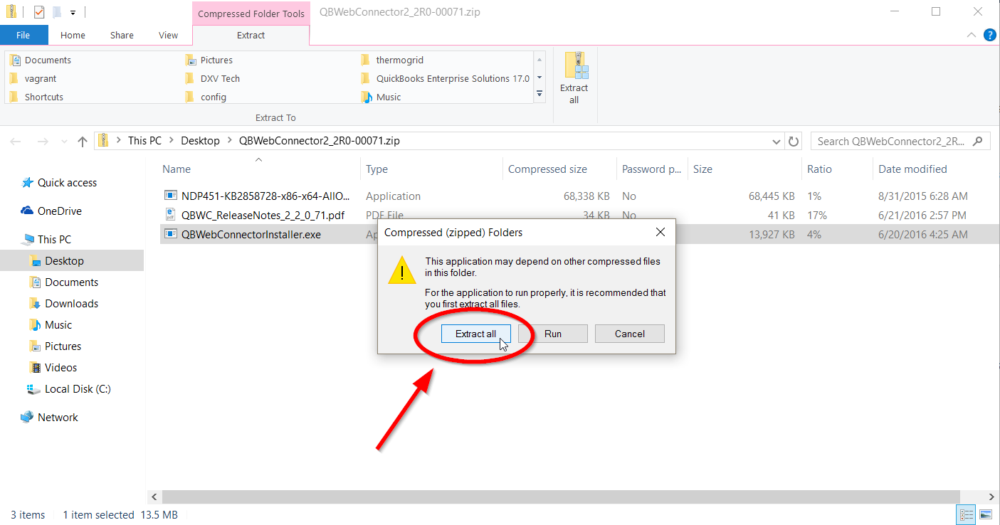 Compressed Folder Tools
QBWebConnector2_2R0-00071.zip
File
Home
Share
View
Extract
?
Documents
Pictures
thermogrid
vagrant
DXV Tech
QuickBooks Enterprise Solutions 17.0
Shortcuts
config
Music
Extract
all
Extract To
This PC > Desktop > QBWebConnector2_2R0-00071.zip
Search QBWebConnector2_2R...
Name
Type
Compressed size
Password p...
Size
Ratio
Date modified
NDP451-KB2858728-x86-x64-AllO... Application 68,338 KB No 68,445 KB 1% 8/31/2015 6:28 AM
QBWC_ReleaseNotes_2_2_0_71.pdf PDF File 34 KB No 41 KB 17% 6/21/2016 2:57 PM
QBWebConnectorInstaller.exe Ap 13,927 KB 4% 6/20/2016 4:25 AM
Quick access
OneDrive
This PC
Desktop
Documents
Downloads
Music
Pictures
Videos
Local Disk (C:)
Network
Compressed (zipped) Folders
This application may depend on other compressed files
in this folder.
For the application to run properly, it is recommended that
you first extract all files.
Extract all
Run
Cancel
3 items
1 item selected 13.5 MB